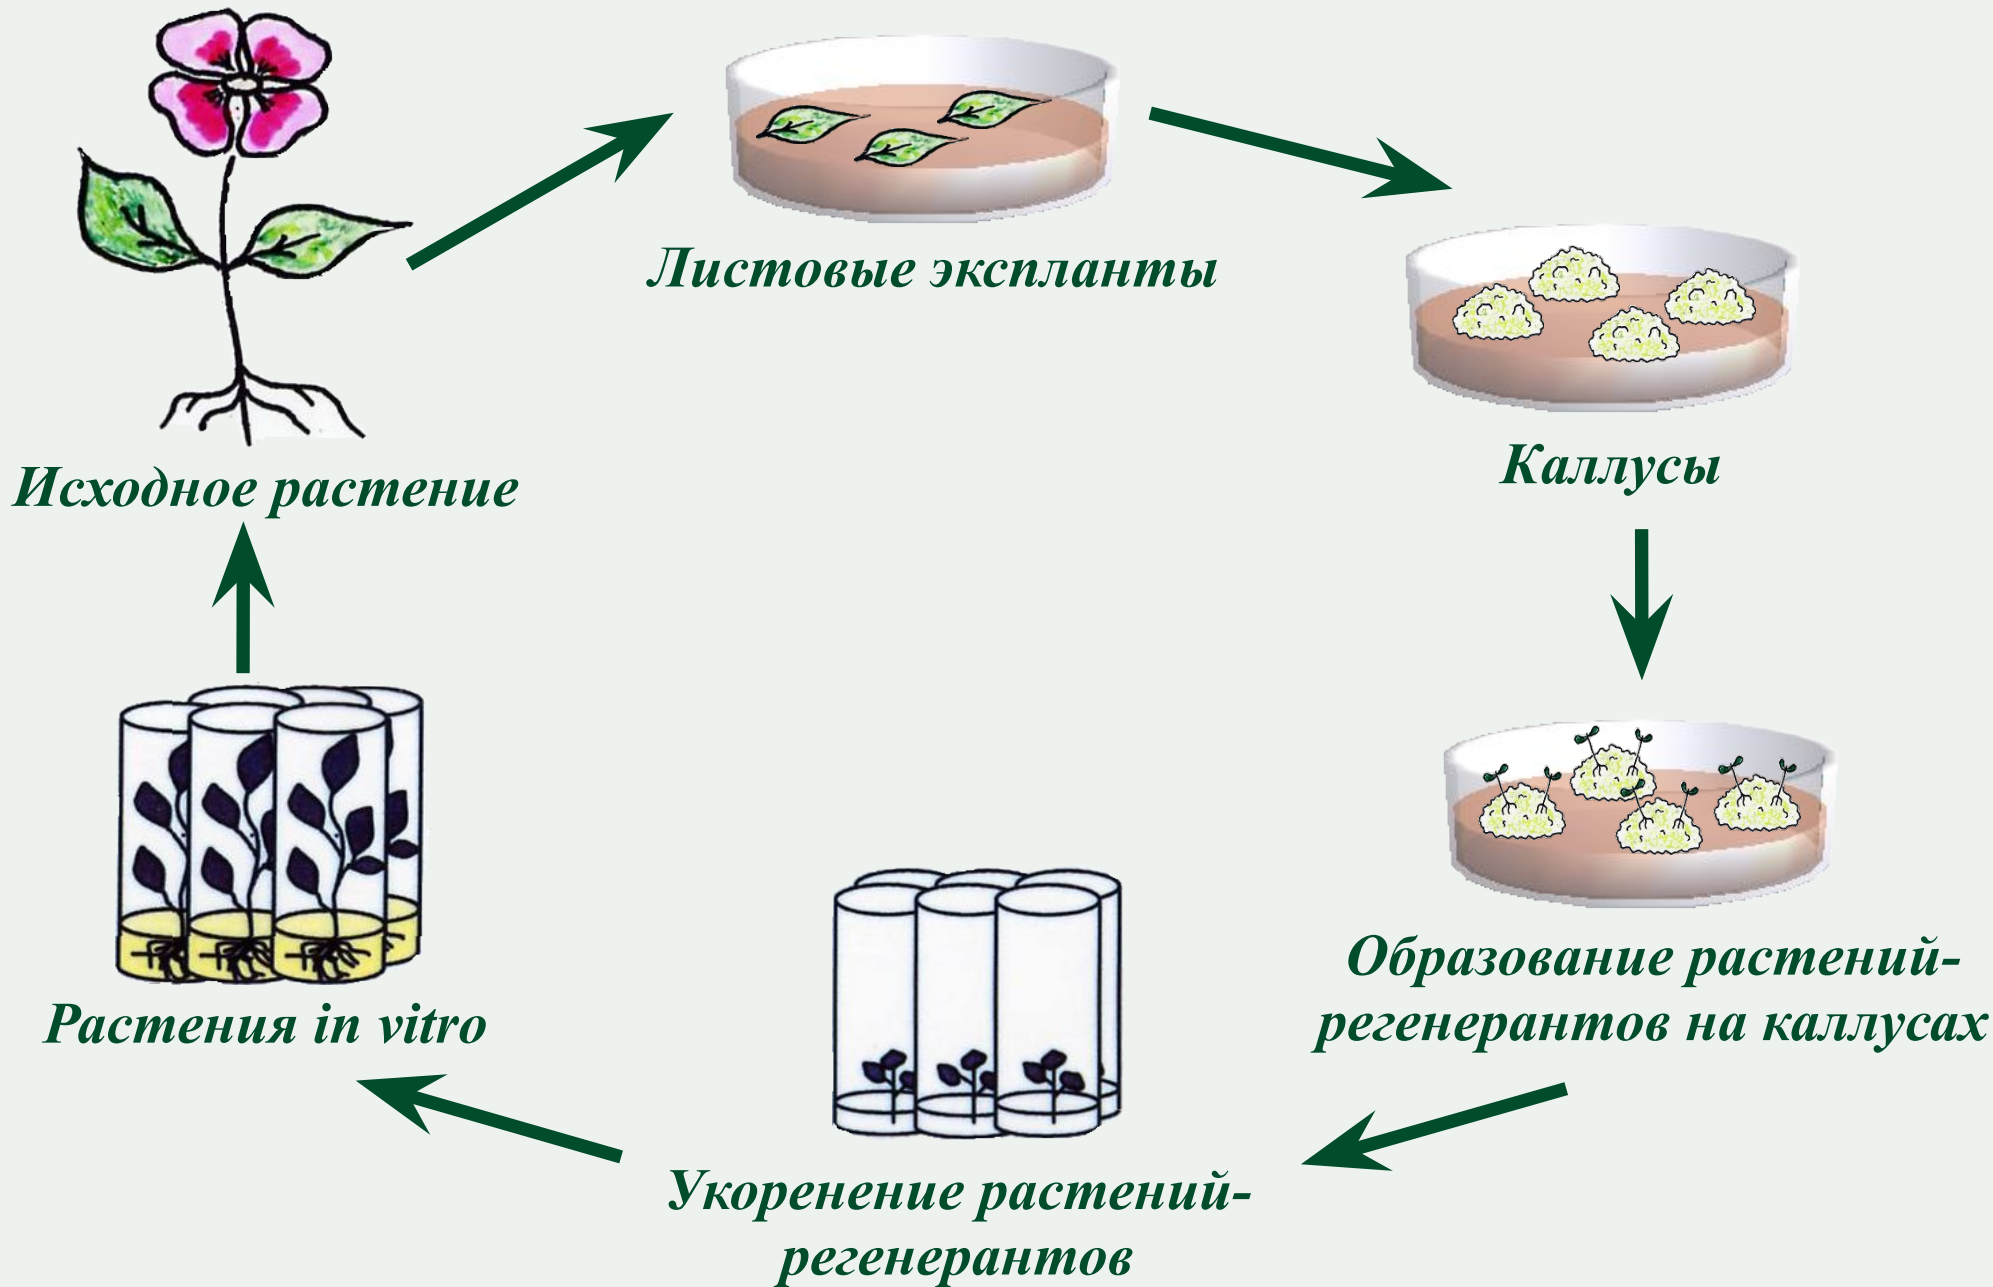 Исходное растение
Листовые экспланты
Каллусы
Образование растений-
регенерантов на каллусах
Укоренение растений-
регенерантов
Растения in vitro